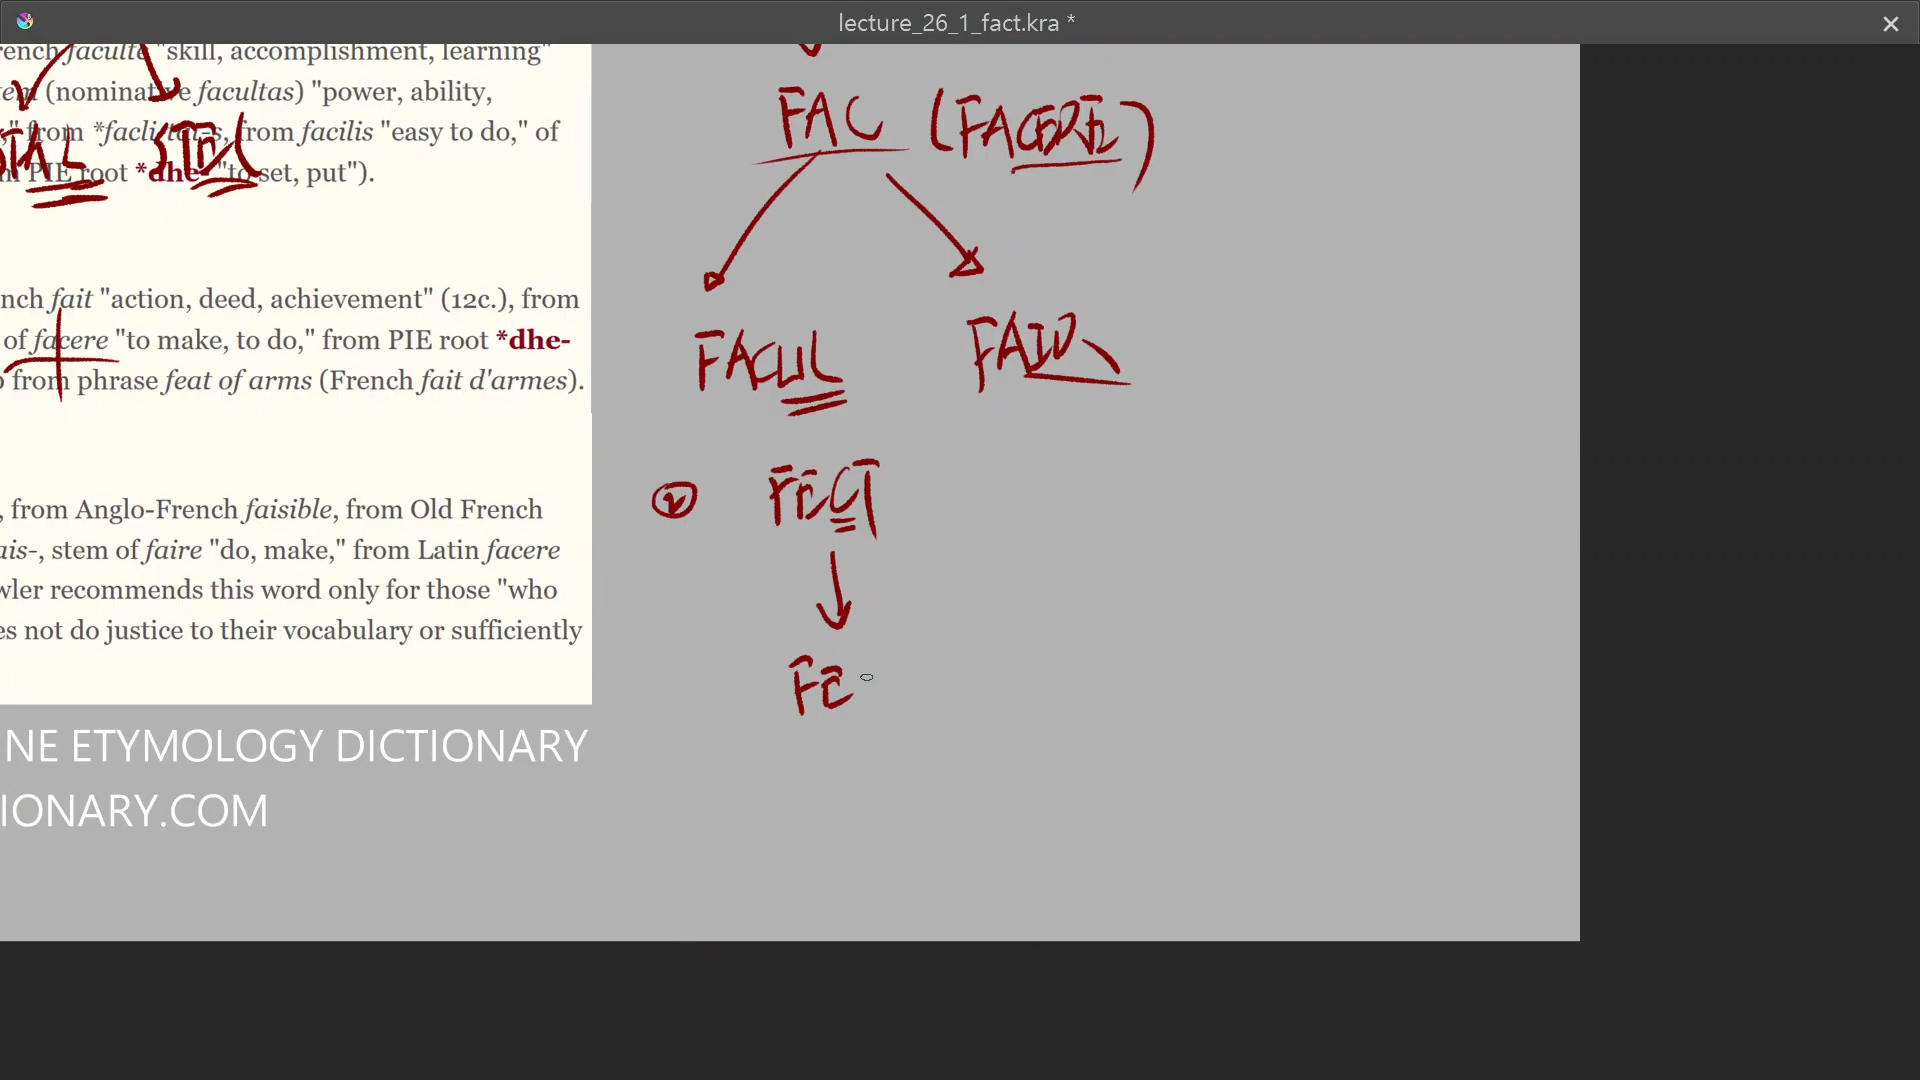 lecture_26_1_fact.kra *
rench faculte "skill, accomplishment, learning"
tem (nominative facultas) "power, ability,
," from *faclitat-s, from facilis "easy to do," of
m PIE root *dhe- "to set, put").
FAC (FACERE)
FACUL
nch fait "action, deed, achievement" (12c.), from
of facere "to make, to do," from PIE root *dhe-
o from phrase feat of arms (French fait d'armes).
FECT
FE
, from Anglo-French faisible, from Old French
ais-, stem of faire "do, make," from Latin facere
wler recommends this word only for those "who
es not do justice to their vocabulary or sufficiently
NE ETYMOLOGY DICTIONARY
IONARY.COM